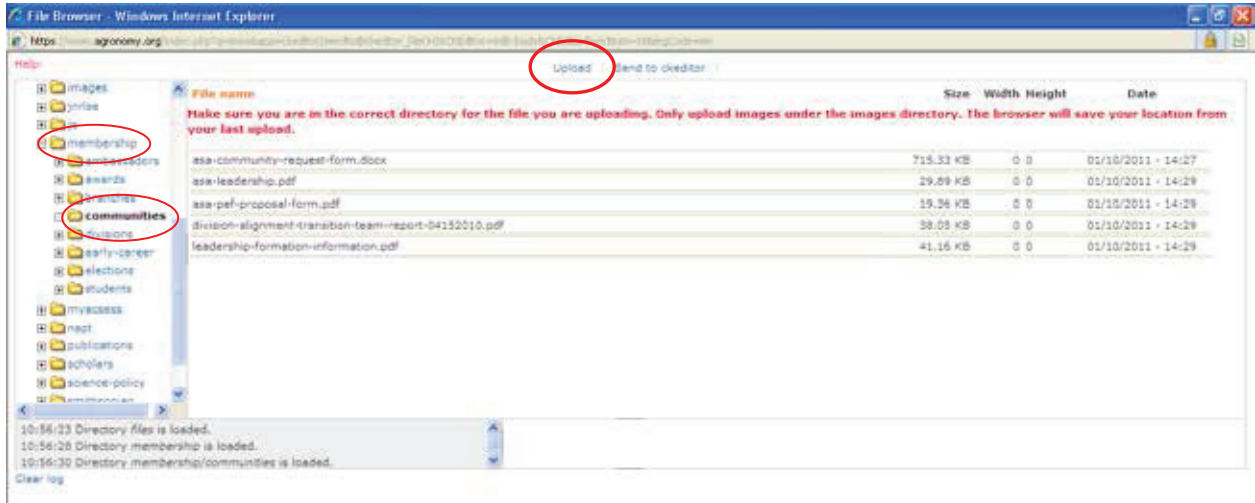 File Browser - Windows Internet Explorer
https agronomy.org
Help
Upload Send to ckeditor
images
File name Size Width Height Date
Make sure you are in the correct directory for the file you are uploading. Only upload images under the images directory. The browser will save your location from
your last upload.
js
membership
ambassadors
awards
branches
communities
divisions
early-career
elections
students
myaccess
napt
publications
scholars
science-policy
asa-community-request-form.docx 715.33 KB 0 0 01/10/2011 - 14:27
asa-leadership.pdf 29.89 KB 0 0 01/10/2011 - 14:29
asa-pef-proposal-form.pdf 19.36 KB 0 0 01/10/2011 - 14:29
division-alignment-transition-team-report-04152010.pdf 38.05 KB 0 0 01/10/2011 - 14:29
leadership-formation-information.pdf 41.16 KB 0 0 01/10/2011 - 14:29
10:56:23 Directory files is loaded.
10:56:28 Directory membership is loaded.
10:56:30 Directory membership/communities is loaded.
Clear log